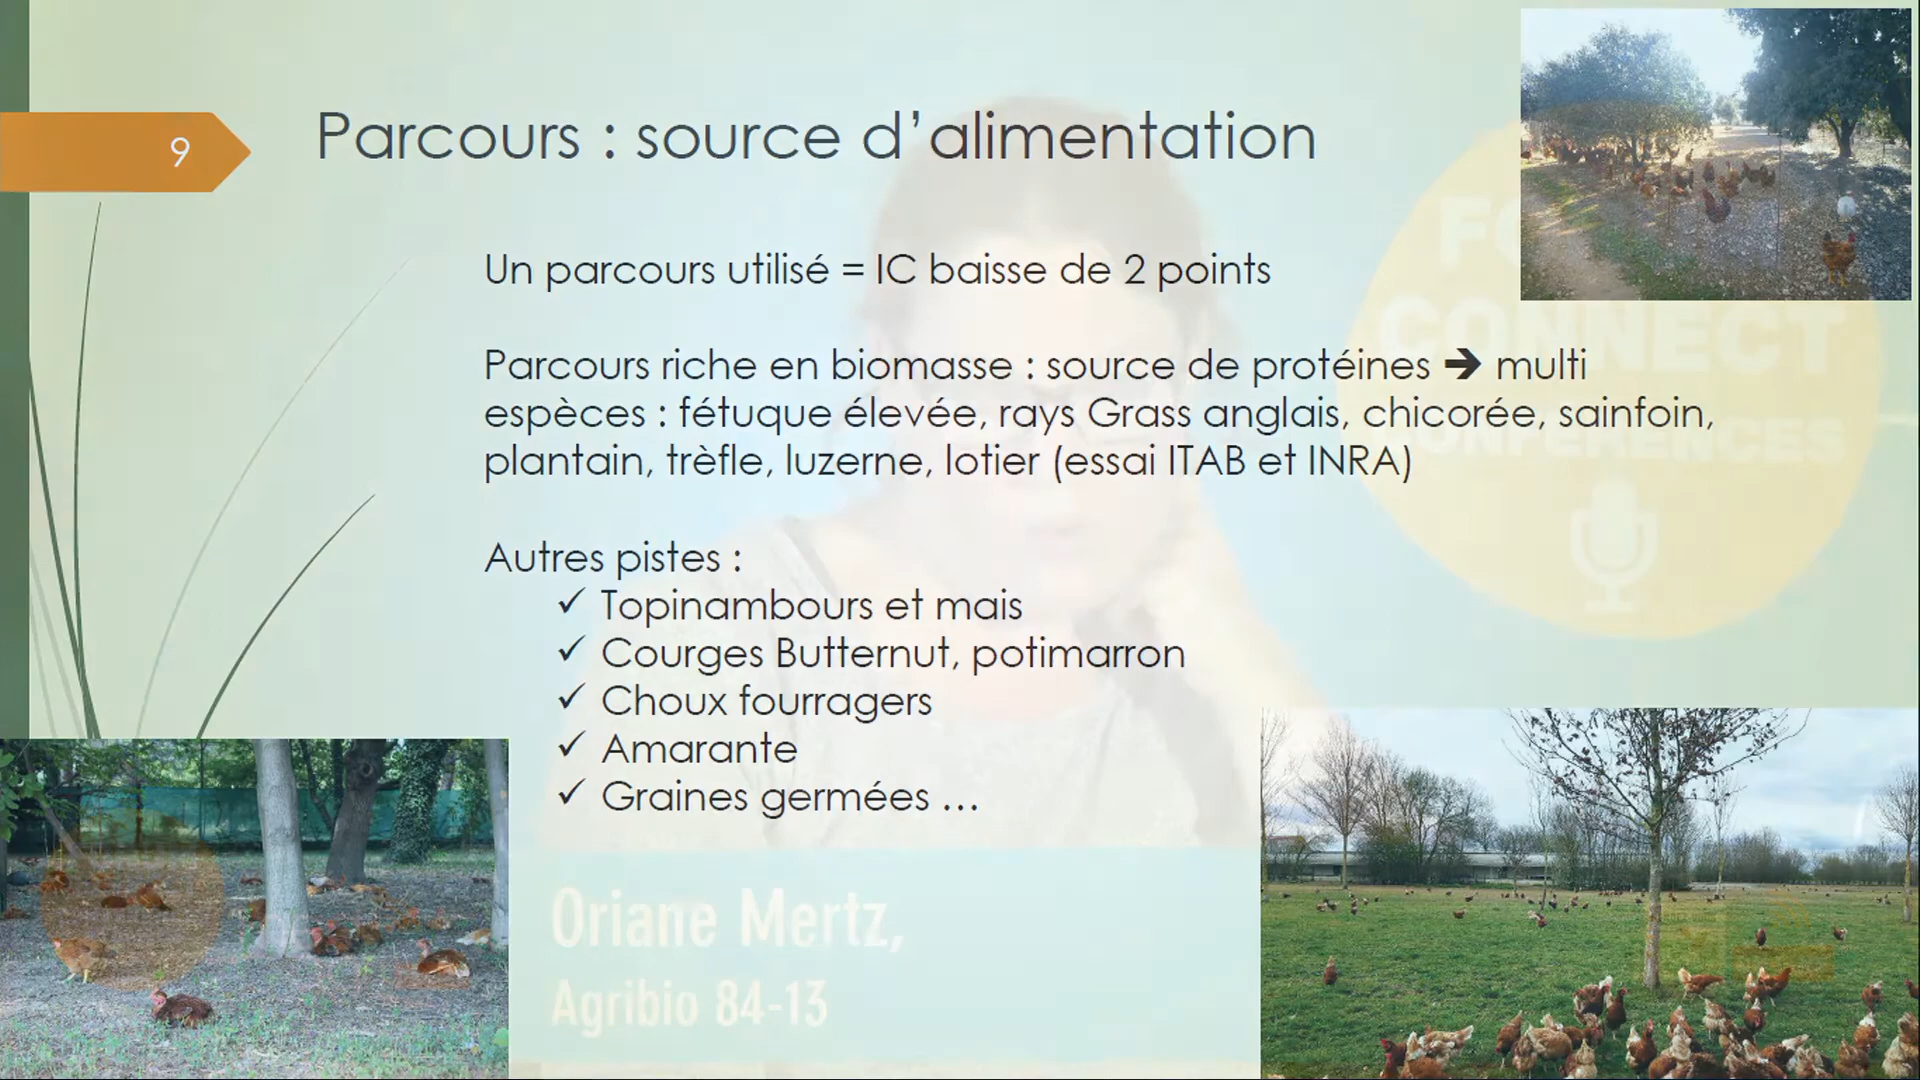 9
Parcours : source d’alimentation
Un parcours utilisé = IC baisse de 2 points
Parcours riche en biomasse : source de protéines ➔ multi
espèces : fétuque élevée, rays Grass anglais, chicorée, sainfoin,
plantain, trèfle, luzerne, lotier (essai ITAB et INRA)
Autres pistes :
✓ Topinambours et mais
✓ Courges Butternut, potimarron
✓ Choux fourragers
✓ Amarante
✓ Graines germées …
CONNECT
CONFÉRENCES
Oriane Mertz,
Agribio 84-13